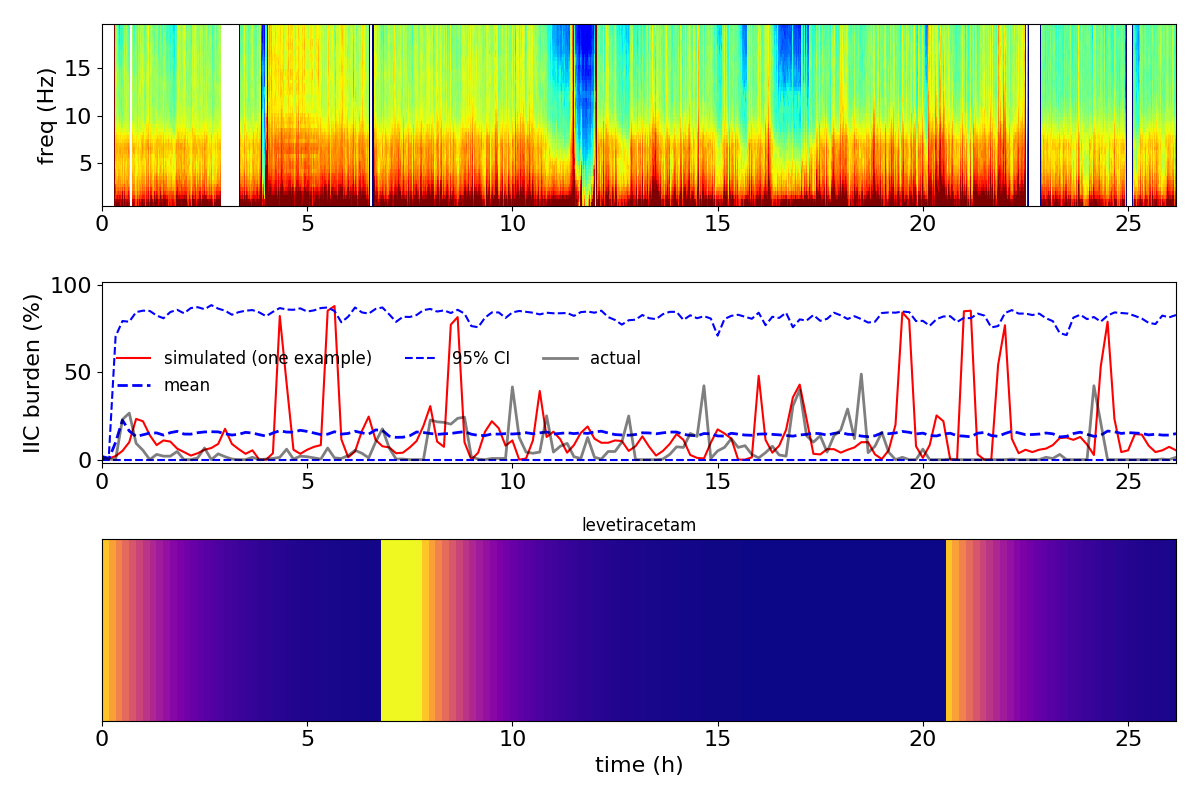 freq (Hz)
15
10
5
0 5 10 15 20 25
IIC burden (%)
100
50
0
simulated (one example) 95% CI actual
mean
0 5 10 15 20 25
levetiracetam
0 5 10 15 20 25
time (h)